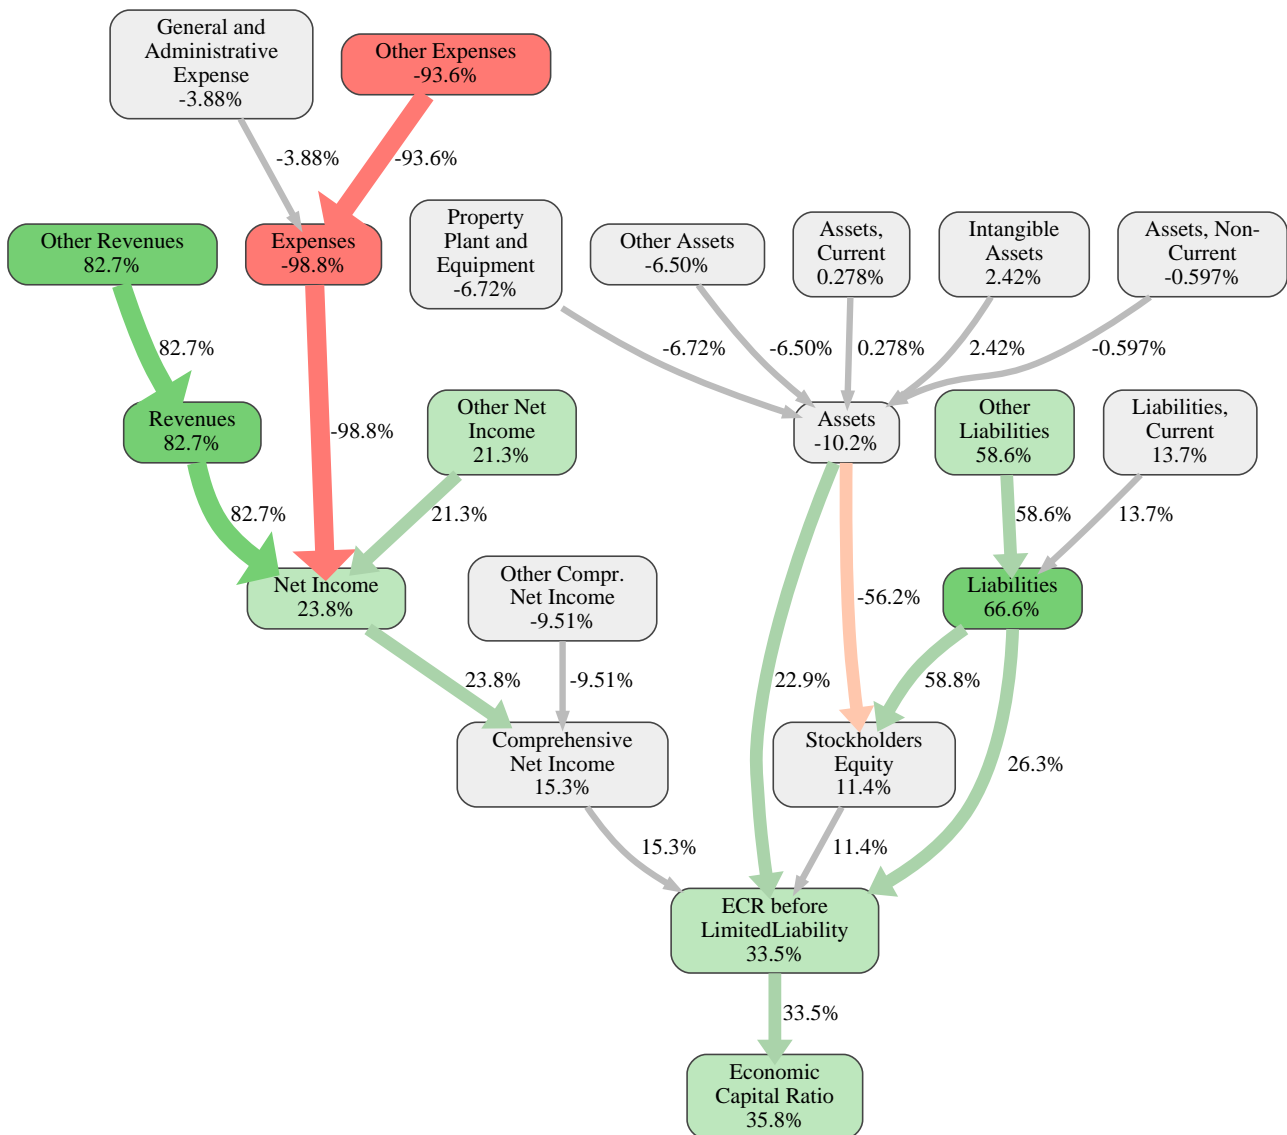 General and
Administrative
Expense
-3.88%
Other Expenses
-93.6%
-3.88%
-93.6%
Other Revenues
82.7%
Expenses
-98.8%
Property
Plant and
Equipment
-6.72%
Other Assets
-6.50%
Assets,
Current
0.278%
Intangible
Assets
2.42%
Assets, Non-
Current
-0.597%
82.7%
-98.8%
-6.72%
-6.50%
0.278%
2.42%
-0.597%
Revenues
82.7%
Other Net
Income
21.3%
Assets
-10.2%
Other
Liabilities
58.6%
Liabilities,
Current
13.7%
82.7%
21.3%
58.6%
13.7%
Net Income
23.8%
Other Compr.
Net Income
-9.51%
-56.2%
Liabilities
66.6%
23.8%
-9.51%
22.9%
58.8%
26.3%
Comprehensive
Net Income
15.3%
Stockholders
Equity
11.4%
15.3%
11.4%
ECR before
LimitedLiability
33.5%
33.5%
Economic
Capital Ratio
35.8%